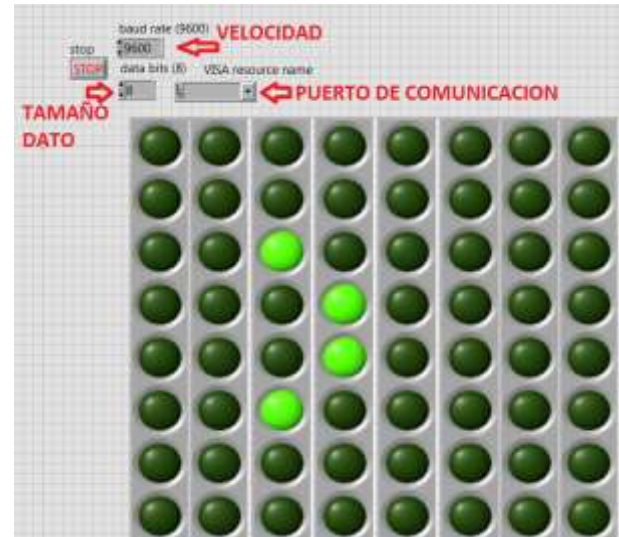 baud rate (9600) VELOCIDAD
stop 9600
STOP data bits (8) VISA resource name
8 PUERTO DE COMUNICACION
TAMAÑO
DATO